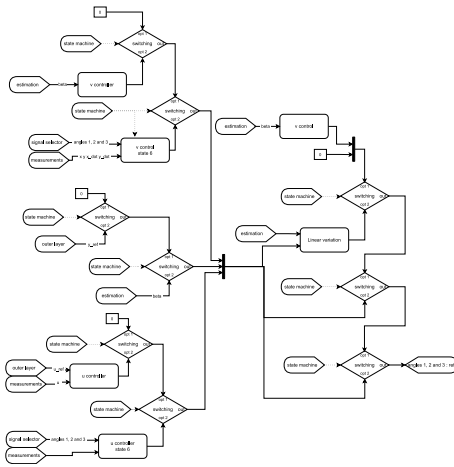 0
state machine
opt 1
switching
out
opt 2
estimation
beta
v controller
state machine
opt 1
switching
out
opt 2
signal selector
angles 1, 2 and 3
measurements
x y x_dot y_dot
v control
state 6
0
state machine
opt 1
switching
out
opt 2
outer layer
x_ref
state machine
opt 1
switching
out
opt 2
estimation
beta
0
state machine
opt 1
switching
out
opt 2
outer layer
u_ref
measurements
u controller
state machine
opt 1
switching
out
opt 2
signal selector
angles 1, 2 and 3
measurements
u controller
state 6
estimation
beta
v control
0
state machine
opt 1
switching
out
opt 2
estimation
Linear variation
state machine
opt 1
switching
out
opt 2
state machine
opt 1
switching
out
opt 2
angles 1, 2 and 3 : ref